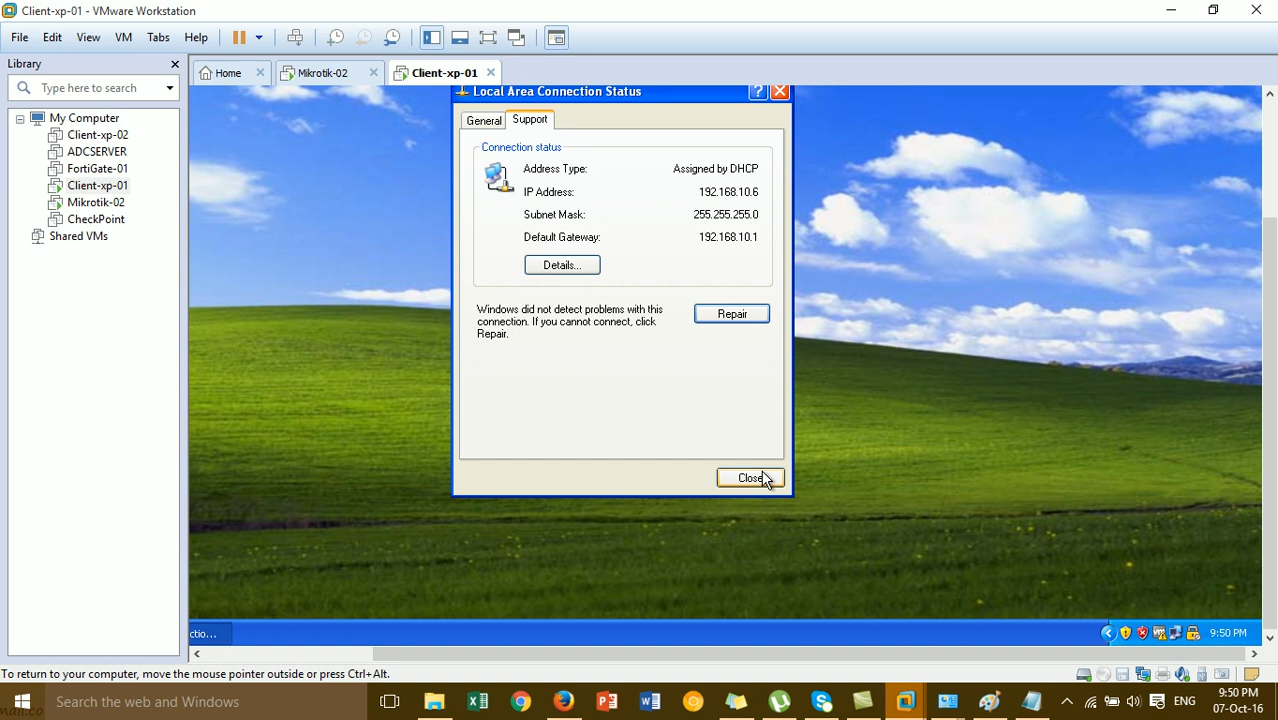 Client-xp-01 - VMware Workstation
File Edit View VM Tabs Help
Library
Type here to search
My Computer
Client-xp-02
ADCSERVER
FortiGate-01
Client-xp-01
Mikrotik-02
CheckPoint
Shared VMs
Home Mikrotik-02 Client-xp-01
Local Area Connection Status
General Support
Connection status
Address Type: Assigned by DHCP
IP Address: 192.168.10.6
Subnet Mask: 255.255.255.0
Default Gateway: 192.168.10.1
Details...
Windows did not detect problems with this
connection. If you cannot connect, click
Repair.
Repair
Close
ctio...
9:50 PM
To return to your computer, move the mouse pointer outside or press Ctrl+Alt.
Search the web and Windows
ENG
9:50 PM
07-Oct-16